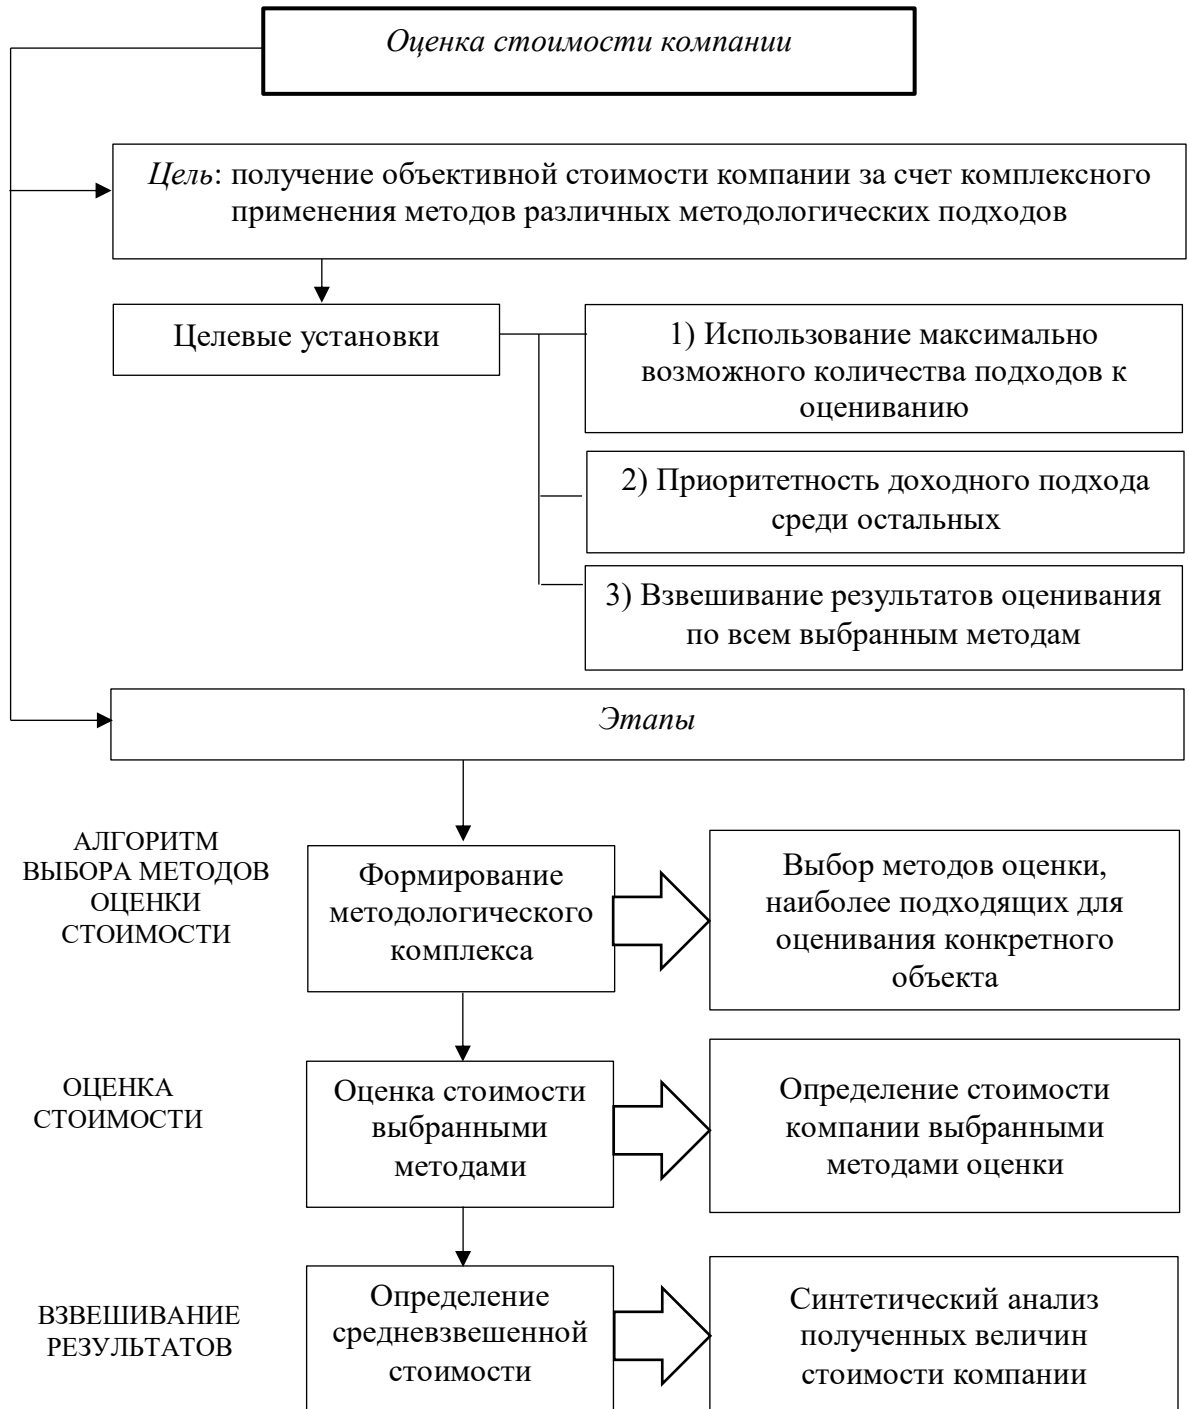 Оценка стоимости компании
Цель: получение объективной стоимости компании за счет комплексного
применения методов различных методологических подходов
Целевые установки
1) Использование максимально
возможного количества подходов к
оцениванию
2) Приоритетность доходного подхода
среди остальных
3) Взвешивание результатов оценивания
по всем выбранным методам
Этапы
АЛГОРИТМ
ВЫБОРА МЕТОДОВ
ОЦЕНКИ
СТОИМОСТИ
Формирование
методологического
комплекса
Выбор методов оценки,
наиболее подходящих для
оценивания конкретного
объекта
ОЦЕНКА
СТОИМОСТИ
Оценка стоимости
выбранными
методами
Определение стоимости
компании выбранными
методами оценки
ВЗВЕШИВАНИЕ
РЕЗУЛЬТАТОВ
Определение
средневзвешенной
стоимости
Синтетический анализ
полученных величин
стоимости компании